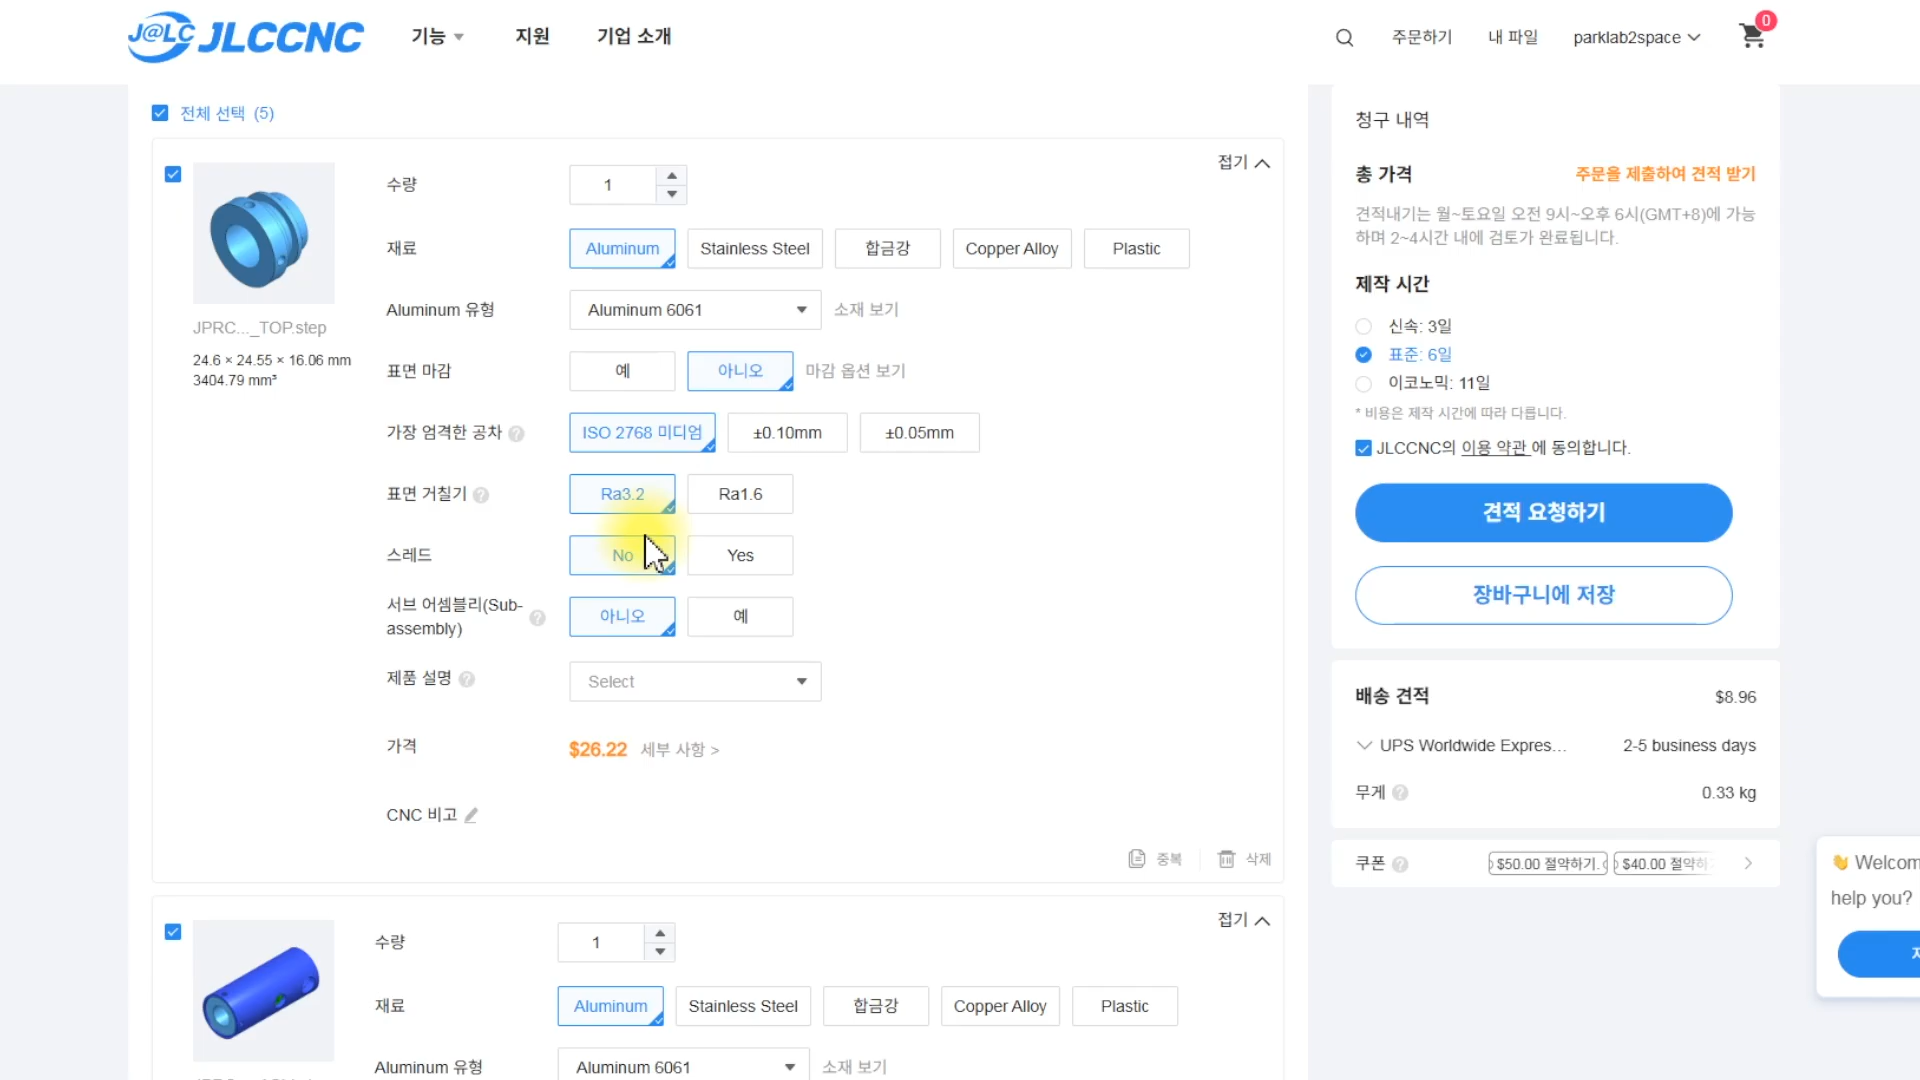 J@LC JLCCNC
기능
지원
기업 소개
주문하기
내 파일
parklab2space
0
전체 선택 (5)
접기
JPRC..._TOP.step
24.6 × 24.55 × 16.06 mm
3404.79 mm³
수량
1
재료
Aluminum
Stainless Steel
합금강
Copper Alloy
Plastic
Aluminum 유형
Aluminum 6061
소재 보기
표면 마감
예
아니오
마감 옵션 보기
가장 엄격한 공차
ISO 2768 미디엄
±0.10mm
±0.05mm
표면 거칠기
Ra3.2
Ra1.6
스레드
No
Yes
서브 어셈블리(Sub-
assembly)
아니오
예
제품 설명
Select
가격
$26.22
세부 사항 >
CNC 비고
중복
삭제
접기
수량
1
재료
Aluminum
Stainless Steel
합금강
Copper Alloy
Plastic
Aluminum 유형
Aluminum 6061
소재 보기
청구 내역
총 가격
주문을 제출하여 견적 받기
견적내기는 월~토요일 오전 9시~오후 6시(GMT+8)에 가능
하며 2~4시간 내에 검토가 완료됩니다.
제작 시간
신속: 3일
표준: 6일
이코노믹: 11일
* 비용은 제작 시간에 따라 다릅니다.
JLCCNC의 이용 약관 에 동의합니다.
견적 요청하기
장바구니에 저장
배송 견적
$8.96
UPS Worldwide Expres...
2-5 business days
무게
0.33 kg
쿠폰
$50.00 절약하기.
$40.00 절약하
👋 Welcom
help you?